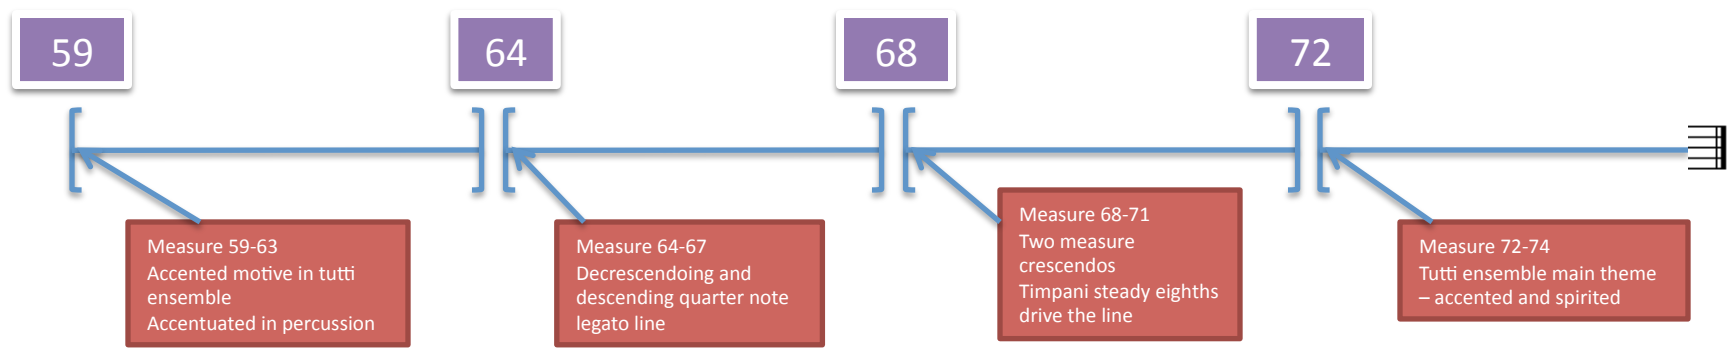 59
64
68
72
Measure 59-63
Accented motive in tutti
ensemble
Accentuated in percussion
Measure 64-67
Decrescendoing and
descending quarter note
legato line
Measure 68-71
Two measure
crescendos
Timpani steady eighths
drive the line
Measure 72-74
Tutti ensemble main theme
– accented and spirited